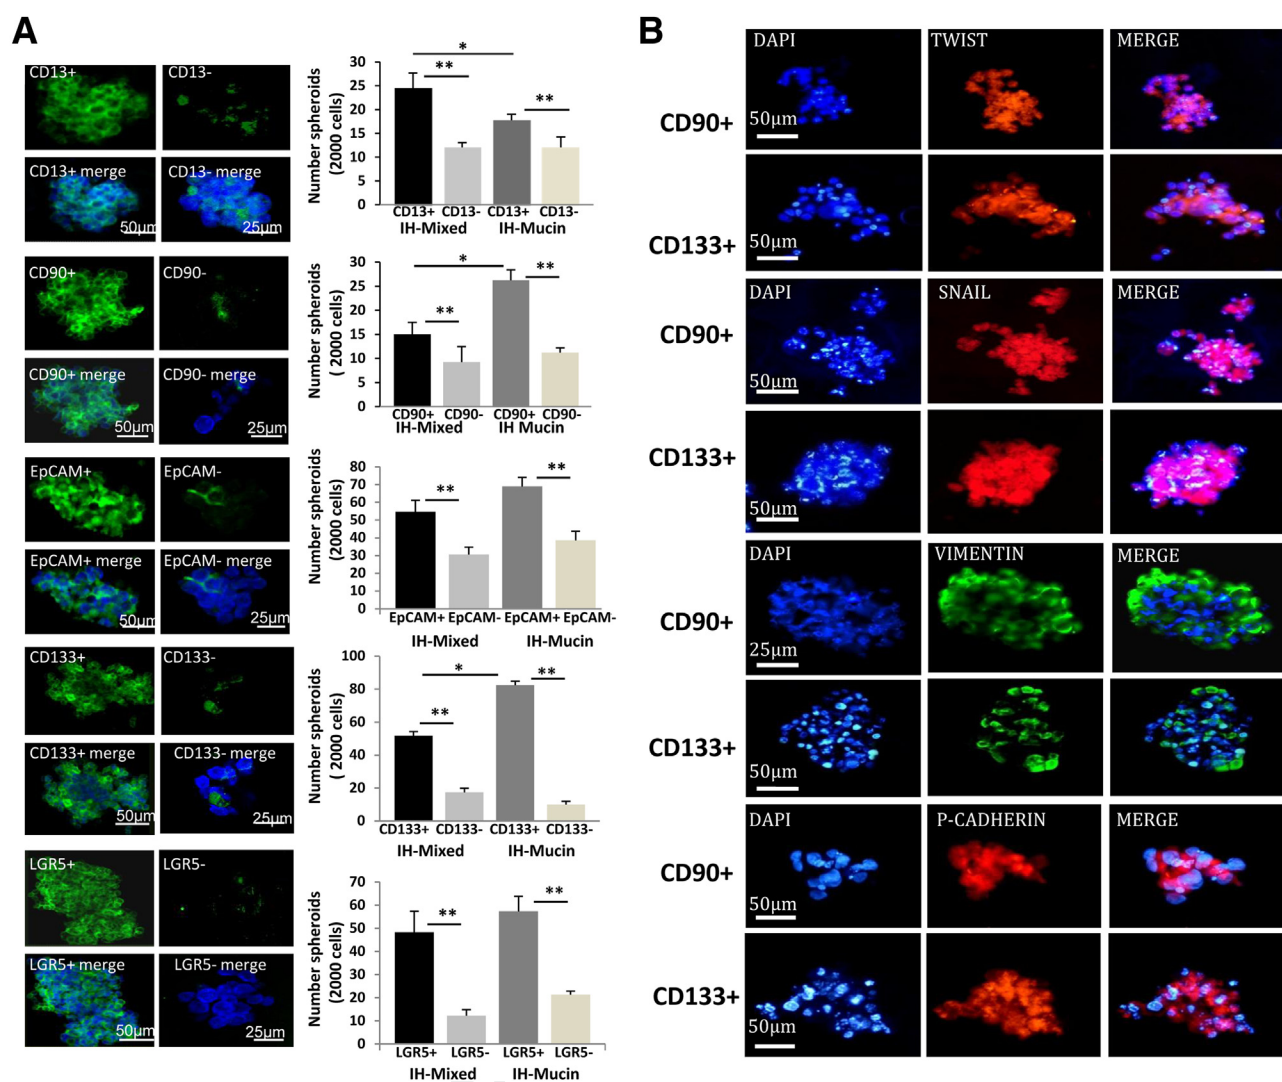 A
CD13+
CD13-
CD13+ merge
50µm
CD13- merge
25µm
Number spheroids
(2000 cells)
30
25
20
15
10
5
0
*
**
**
CD13+ CD13- CD13+ CD13-
IH-Mixed IH-Mucin
CD90+
CD90-
CD90+ merge
50µm
CD90- merge
25µm
Number spheroids
( 2000 cells)
30
25
20
15
10
5
0
*
**
**
CD90+ CD90- CD90+ CD90-
IH-Mixed IH Mucin
EpCAM+
EpCAM-
EpCAM+ merge
50µm
EpCAM- merge
25µm
Number spheroids
(2000 cells)
80
70
60
50
40
30
20
10
0
**
**
EpCAM+ EpCAM- EpCAM+ EpCAM-
IH-Mixed IH-Mucin
CD133+
CD133-
CD133+ merge
50µm
CD133- merge
25µm
Number spheroids
( 2000 cells)
100
80
60
40
20
0
*
**
**
CD133+ CD133- CD133+ CD133-
IH-Mixed IH-Mucin
LGR5+
LGR5-
LGR5+ merge
50µm
LGR5- merge
25µm
Number spheroids
(2000 cells)
70
60
50
40
30
20
10
0
**
**
LGR5+ LGR5- LGR5+ LGR5-
IH-Mixed IH-Mucin
B
DAPI TWIST MERGE
CD90+
50µm
CD133+
50µm
DAPI SNAIL MERGE
CD90+
50µm
CD133+
50µm
DAPI VIMENTIN MERGE
CD90+
25µm
CD133+
50µm
DAPI P-CADHERIN MERGE
CD90+
50µm
CD133+
50µm